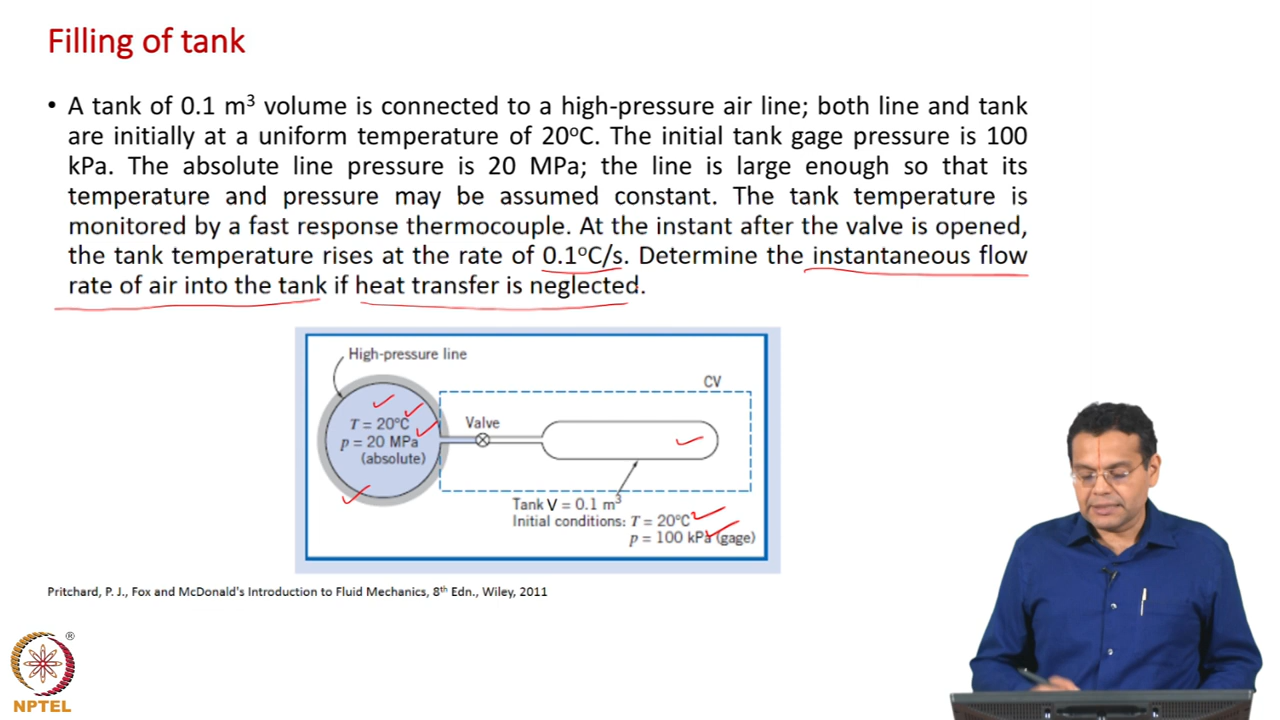 Filling of tank
• A tank of 0.1 m³ volume is connected to a high-pressure air line; both line and tank
are initially at a uniform temperature of 20°C. The initial tank gage pressure is 100
kPa. The absolute line pressure is 20 MPa; the line is large enough so that its
temperature and pressure may be assumed constant. The tank temperature is
monitored by a fast response thermocouple. At the instant after the valve is opened,
the tank temperature rises at the rate of 0.1°C/s. Determine the instantaneous flow
rate of air into the tank if heat transfer is neglected.
High-pressure line
CV
T = 20°C
p = 20 MPa
(absolute)
Valve
Tank V = 0.1 m³
Initial conditions: T = 20°C
p = 100 kPa (gage)
Pritchard, P. J., Fox and McDonald's Introduction to Fluid Mechanics, 8th Edn., Wiley, 2011
®
NPTEL